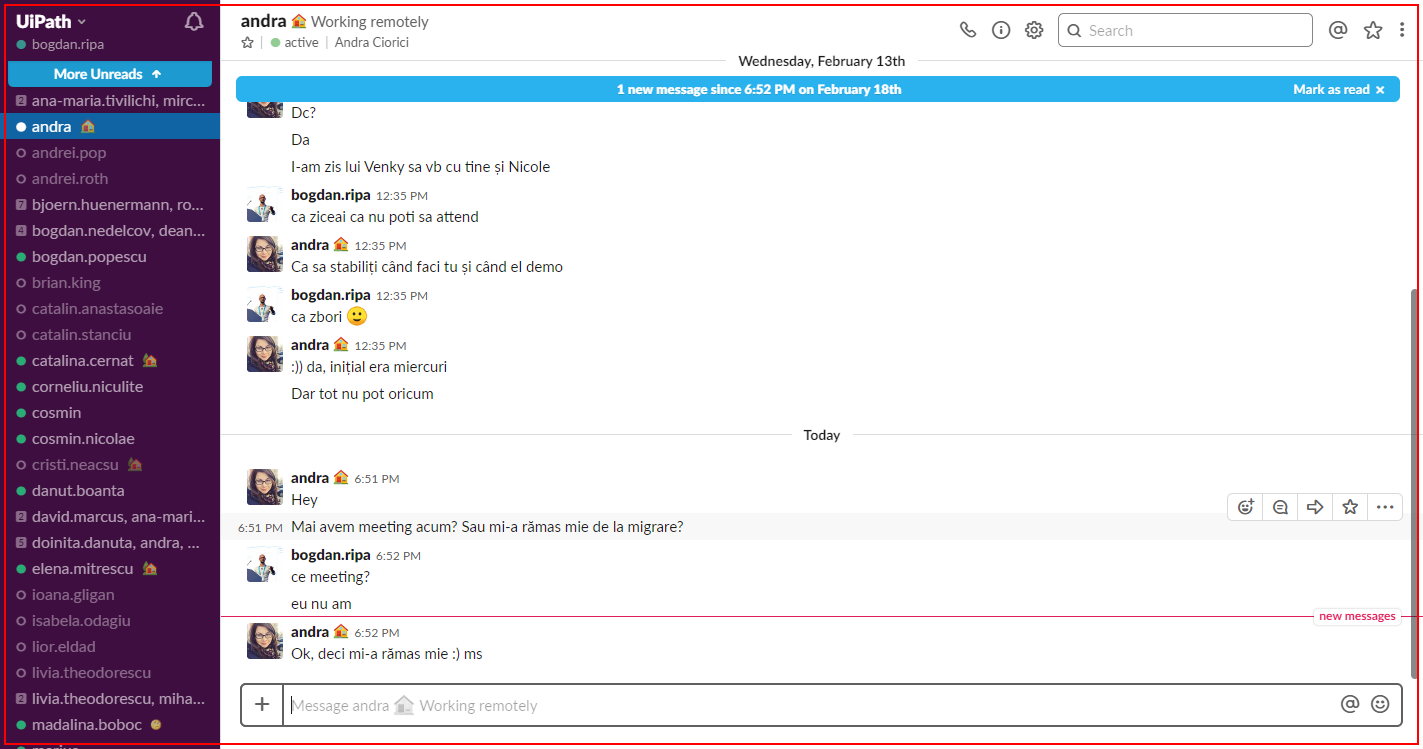 UiPath
bogdan.ripa
More Unreads
2 ana-maria.tivilichi, mirc...
andra
andrei.pop
andrei.roth
7 bjoern.huenermann, ro...
4 bogdan.nedelcov, dean...
bogdan.popescu
brian.king
catalin.anastasoaie
catalin.stanciu
catalina.cernat
corneliu.niculite
cosmin
cosmin.nicolae
cristi.neacsu
danut.boanta
2 david.marcus, ana-mari...
5 doinita.danuta, andra, ...
elena.mitrescu
ioana.gligan
isabela.odagiu
lior.eldad
livia.theodorescu
2 livia.theodorescu, miha...
madalina.boboc
andra Working remotely
active | Andra Ciorici
Search
Wednesday, February 13th
1 new message since 6:52 PM on February 18th
Mark as read
Dc?
Da
I-am zis lui Venky sa vb cu tine și Nicole
bogdan.ripa 12:35 PM
ca ziceai ca nu poti sa attend
andra 12:35 PM
Ca sa stabiliți când faci tu și când el demo
bogdan.ripa 12:35 PM
ca zbori
andra 12:35 PM
:)) da, inițial era miercuri
Dar tot nu pot oricum
Today
andra 6:51 PM
Hey
6:51 PM Mai avem meeting acum? Sau mi-a rămas mie de la migrare?
bogdan.ripa 6:52 PM
ce meeting?
eu nu am
new messages
andra 6:52 PM
Ok, deci mi-a rămas mie :) ms
Message andra Working remotely